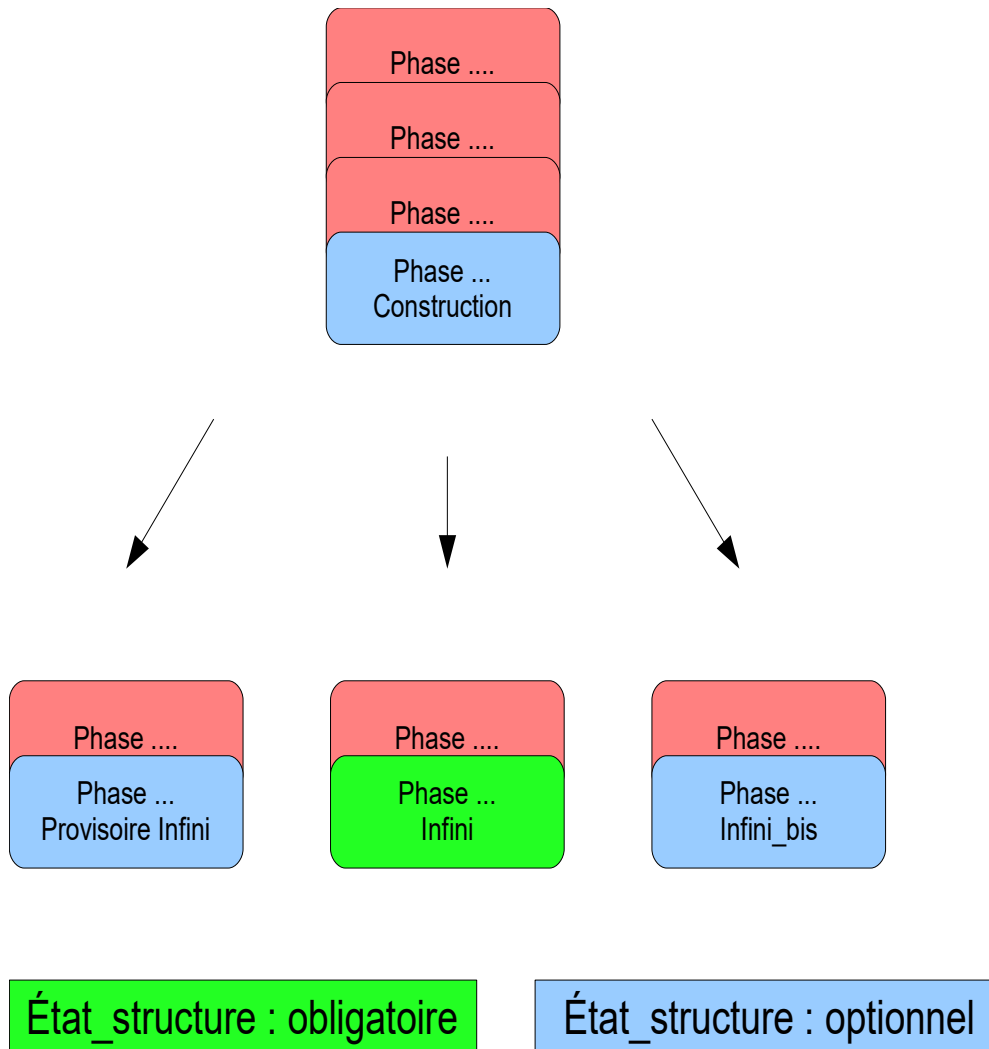 Phase ....
Phase ....
Phase ....
Phase ...
Construction
Phase ....
Phase ...
Provisoire Infini
Phase ....
Phase ...
Infini
Phase ....
Phase ...
Infini_bis
État_structure : obligatoire
État_structure : optionnel